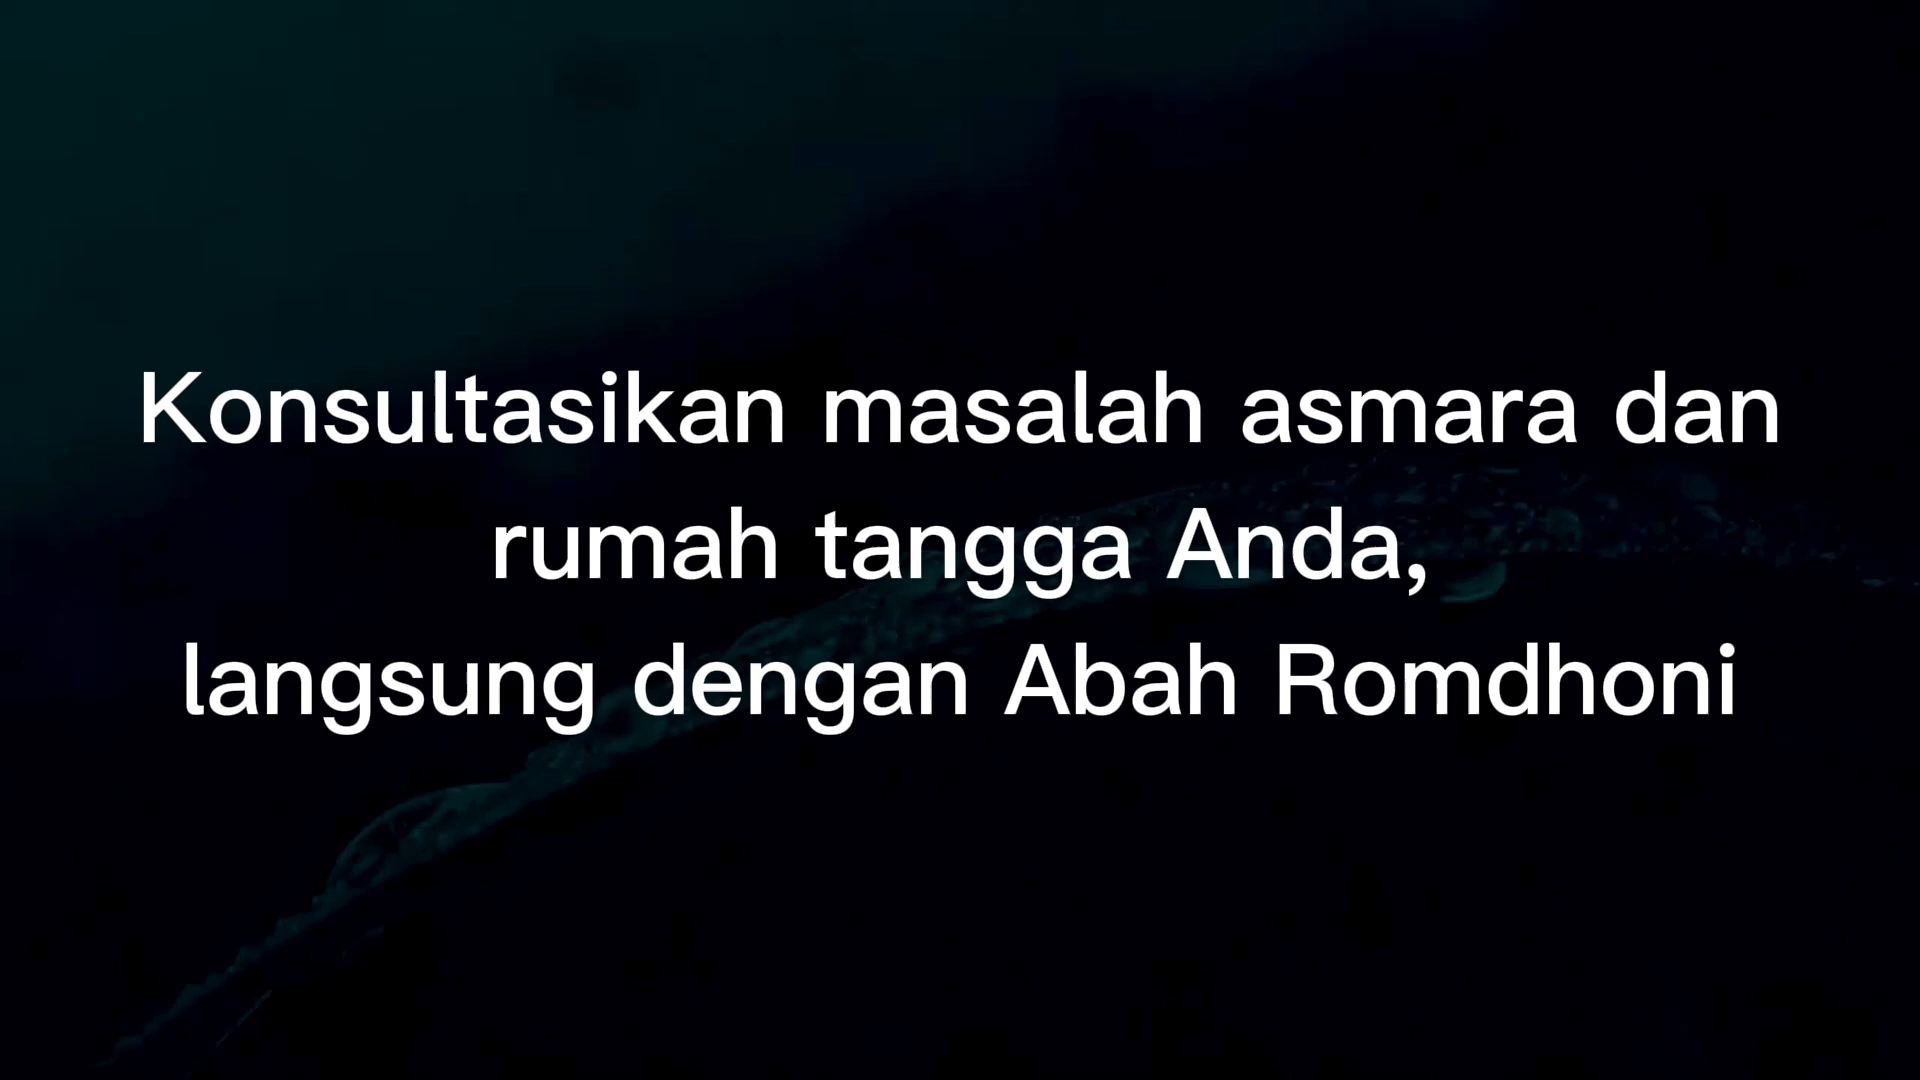 Konsultasikan masalah asmara dan
rumah tangga Anda,
langsung dengan Abah Romdhoni